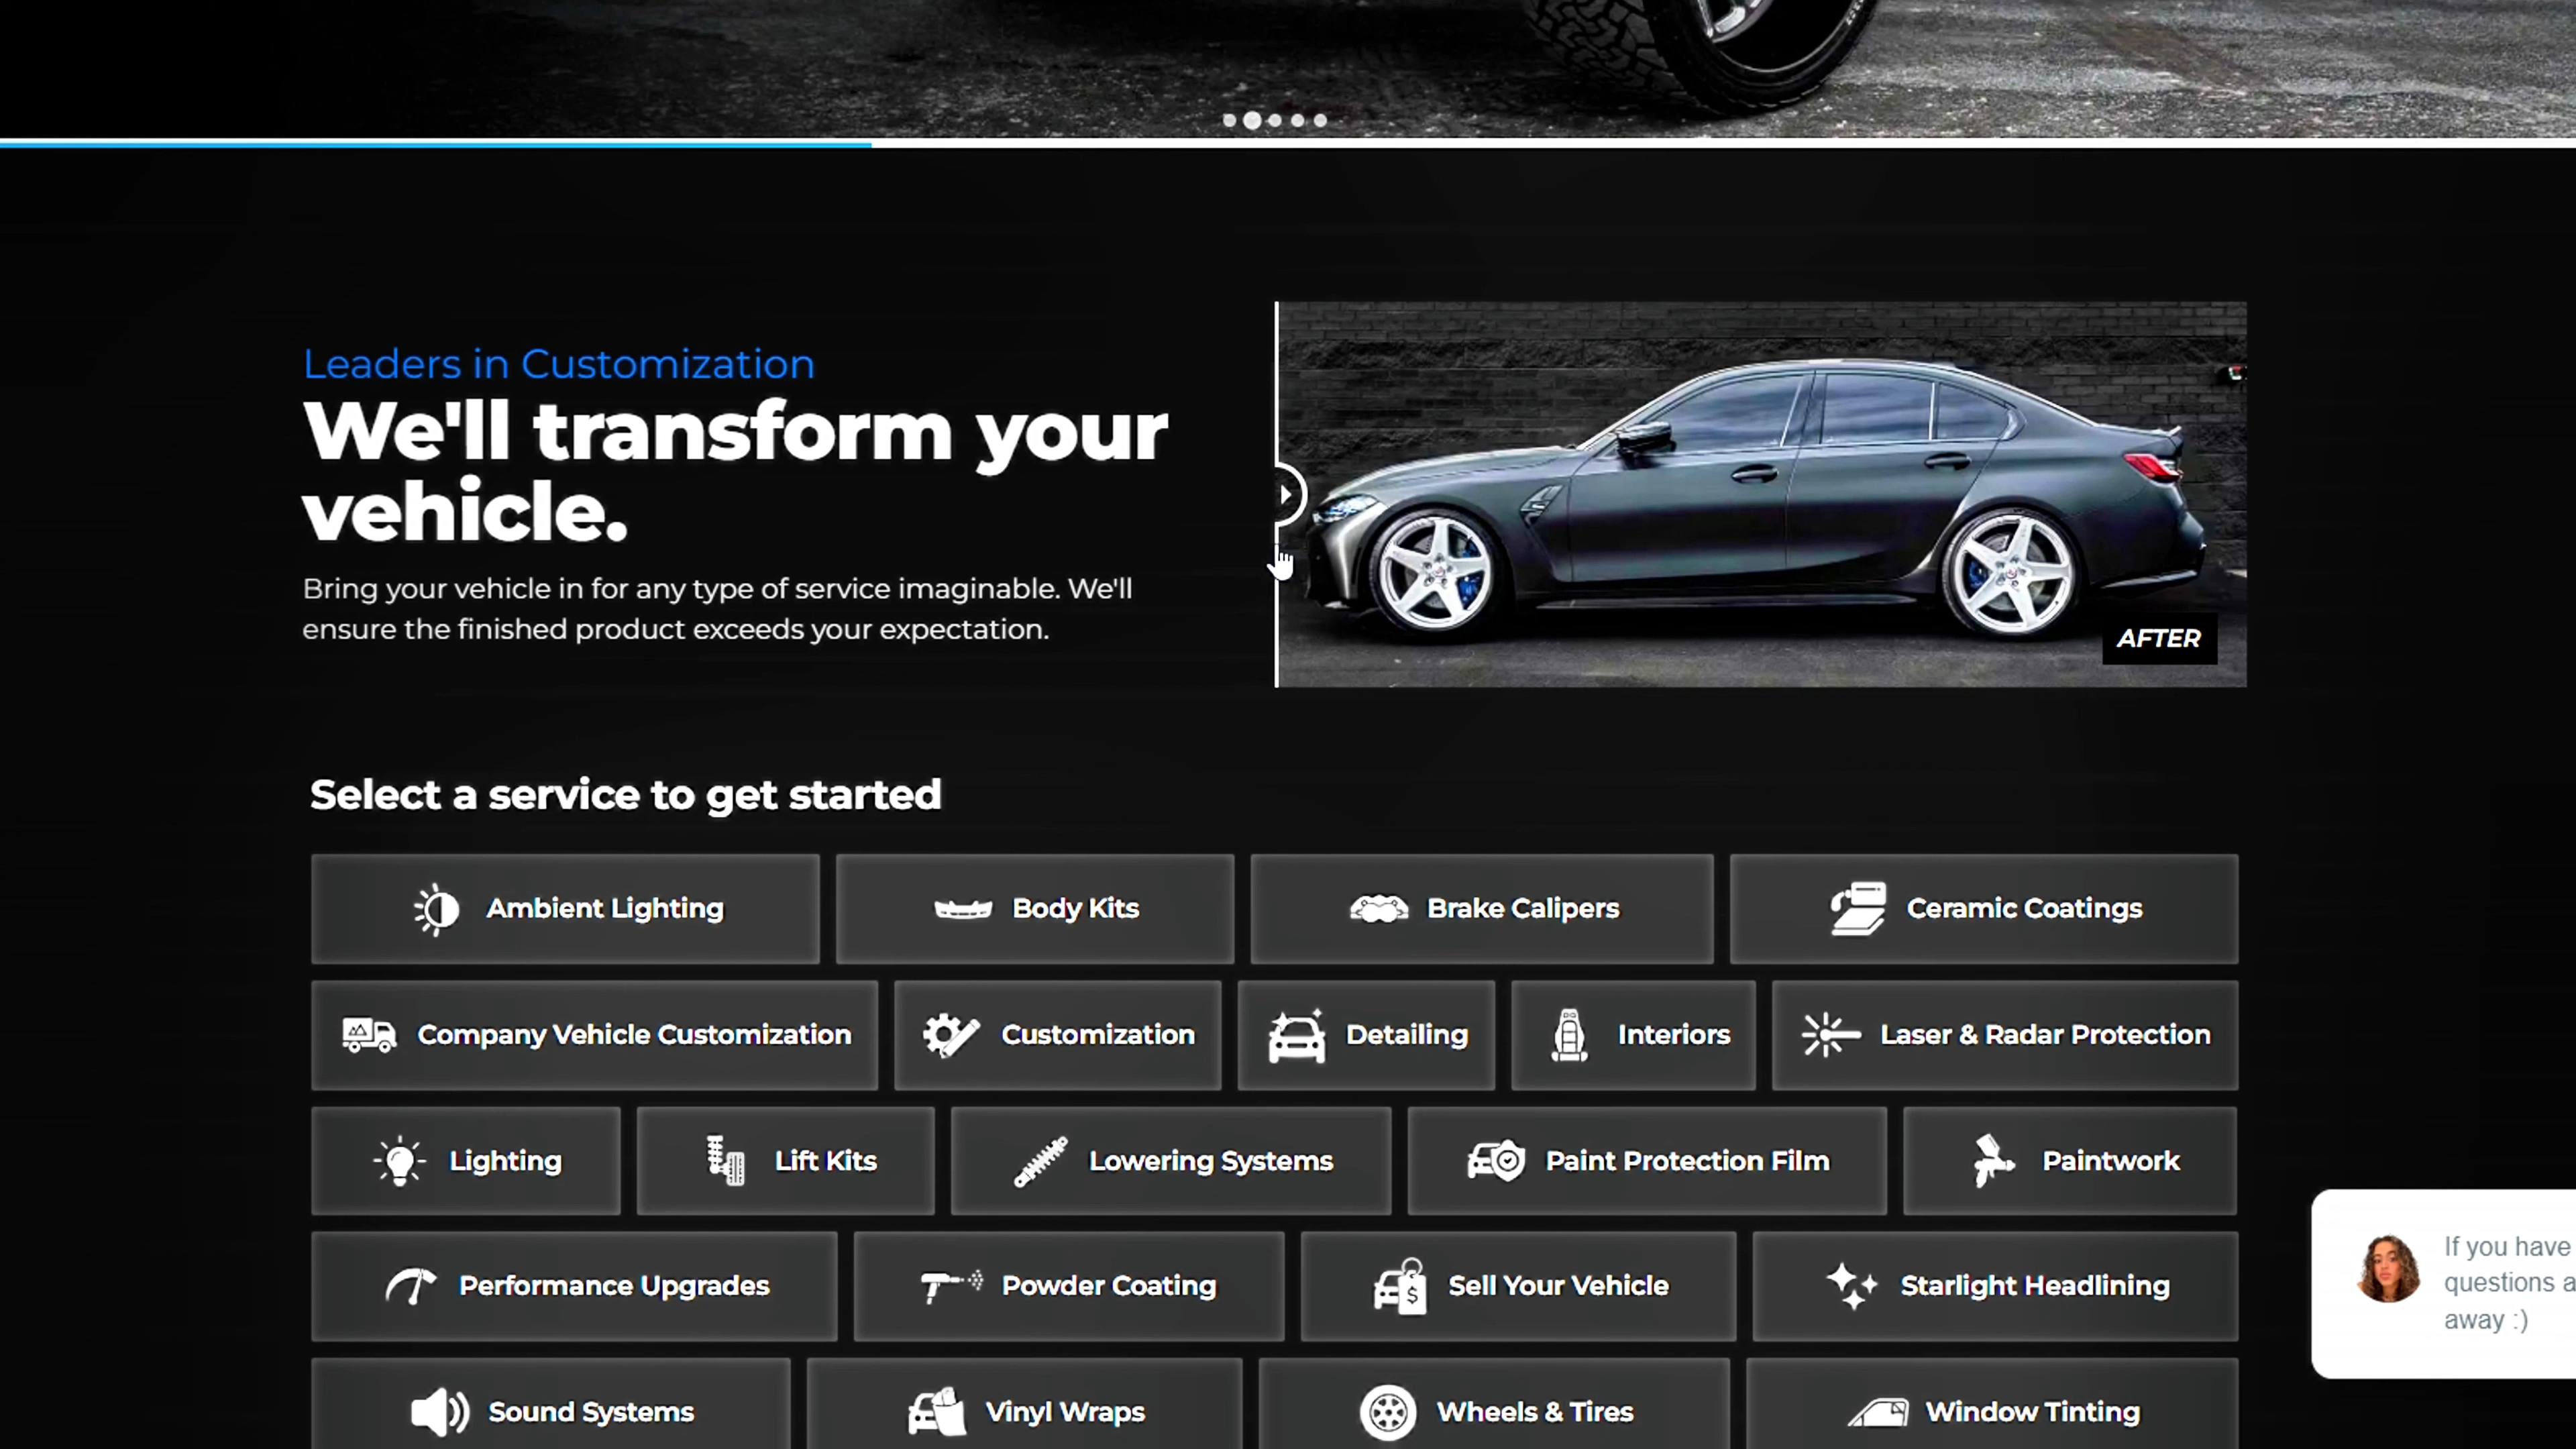 Leaders in Customization
We'll transform your
vehicle.
Bring your vehicle in for any type of service imaginable. We'll
ensure the finished product exceeds your expectation.
AFTER
Select a service to get started
Ambient Lighting
Body Kits
Brake Calipers
Ceramic Coatings
Company Vehicle Customization
Customization
Detailing
Interiors
Laser & Radar Protection
Lighting
Lift Kits
Lowering Systems
Paint Protection Film
Paintwork
Performance Upgrades
Powder Coating
Sell Your Vehicle
Starlight Headlining
Sound Systems
Vinyl Wraps
Wheels & Tires
Window Tinting
If you have
questions a
away :)